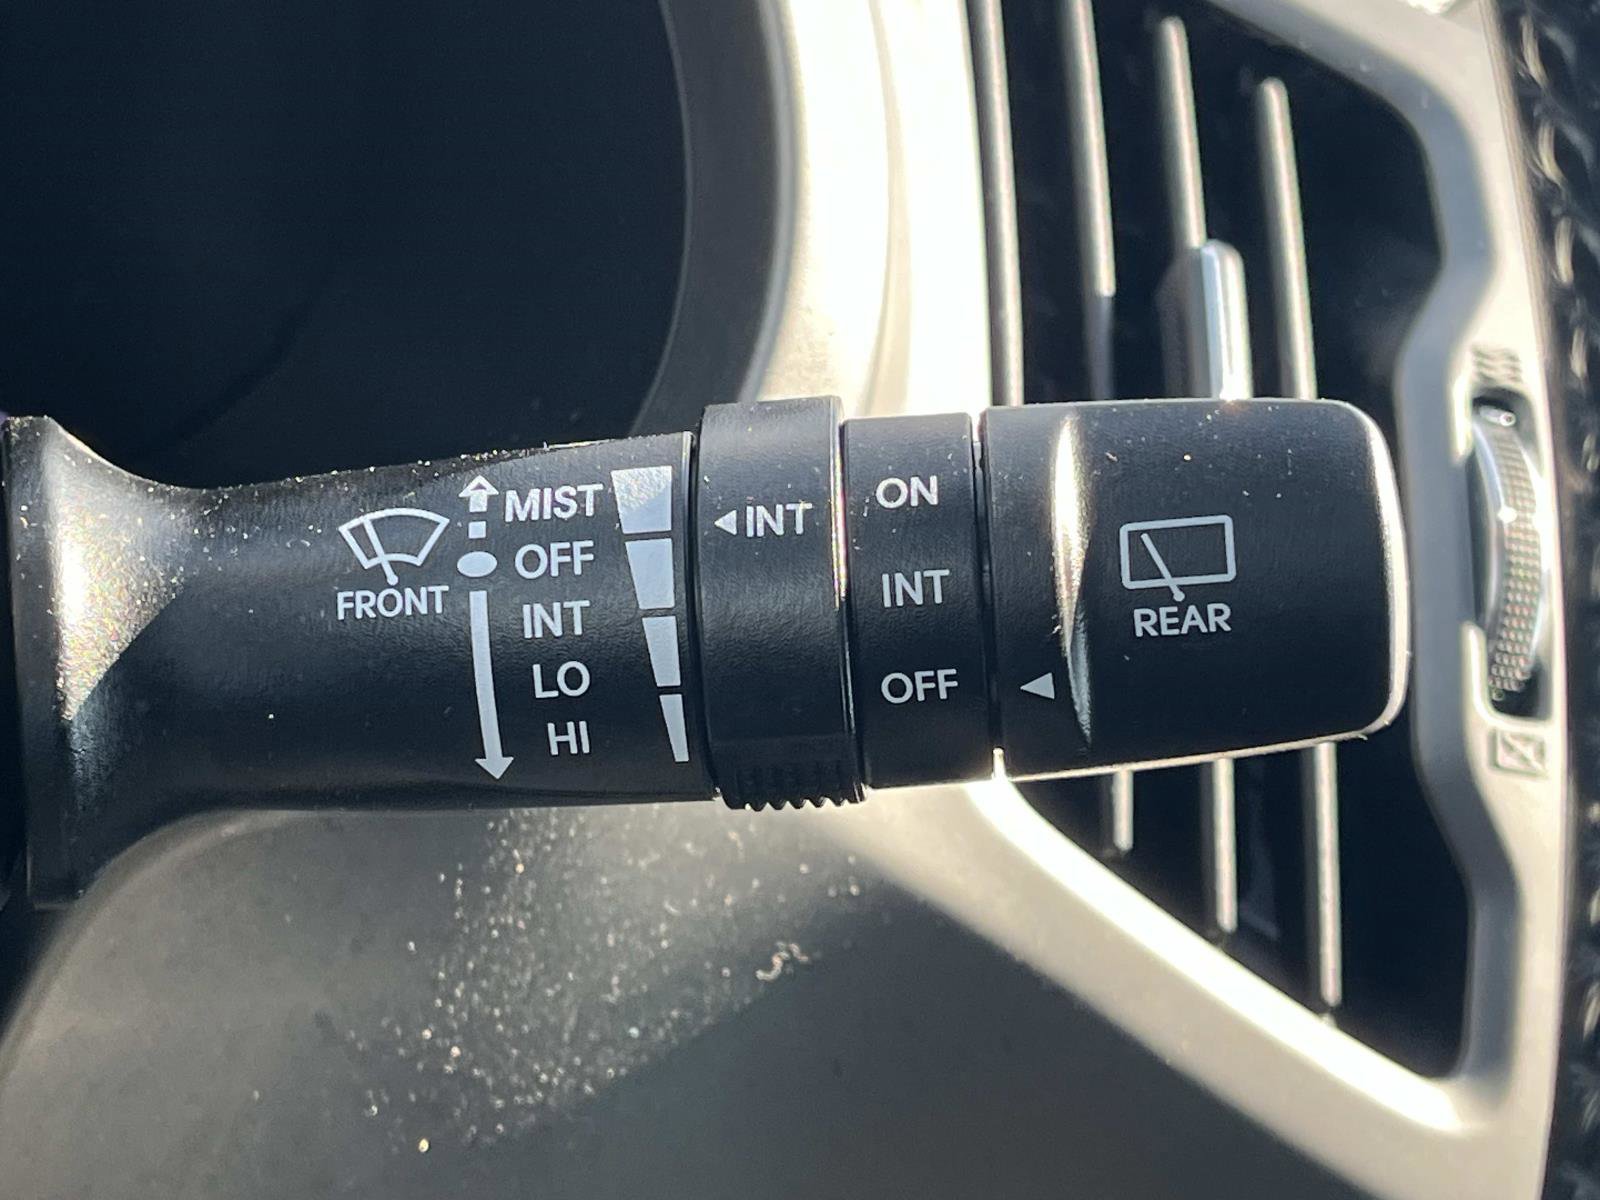 MIST
OFF
INT
LO
HI
FRONT
INT
ON
INT
OFF
REAR